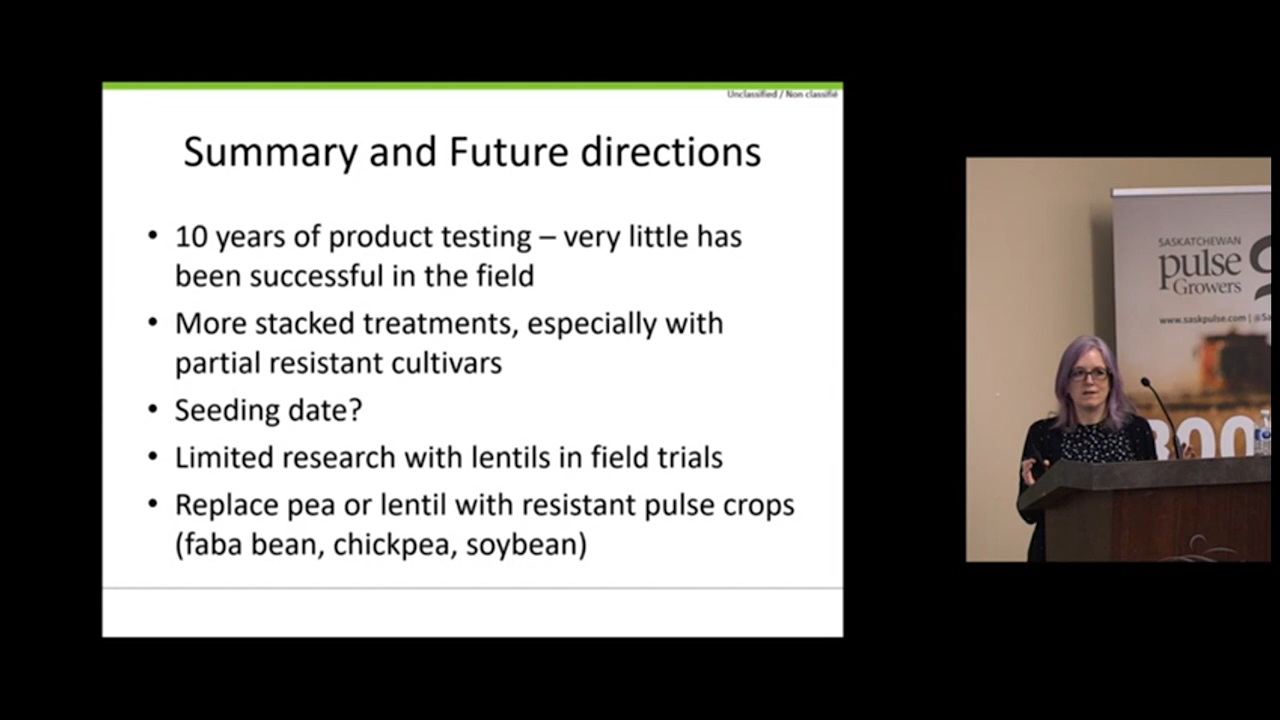 Unclassified / Non classifié
Summary and Future directions
• 10 years of product testing – very little has
been successful in the field
• More stacked treatments, especially with
partial resistant cultivars
• Seeding date?
• Limited research with lentils in field trials
• Replace pea or lentil with resistant pulse crops
(faba bean, chickpea, soybean)
SASKATCHEWAN
pulse
Growers
www.saskpulse.com | @Sa